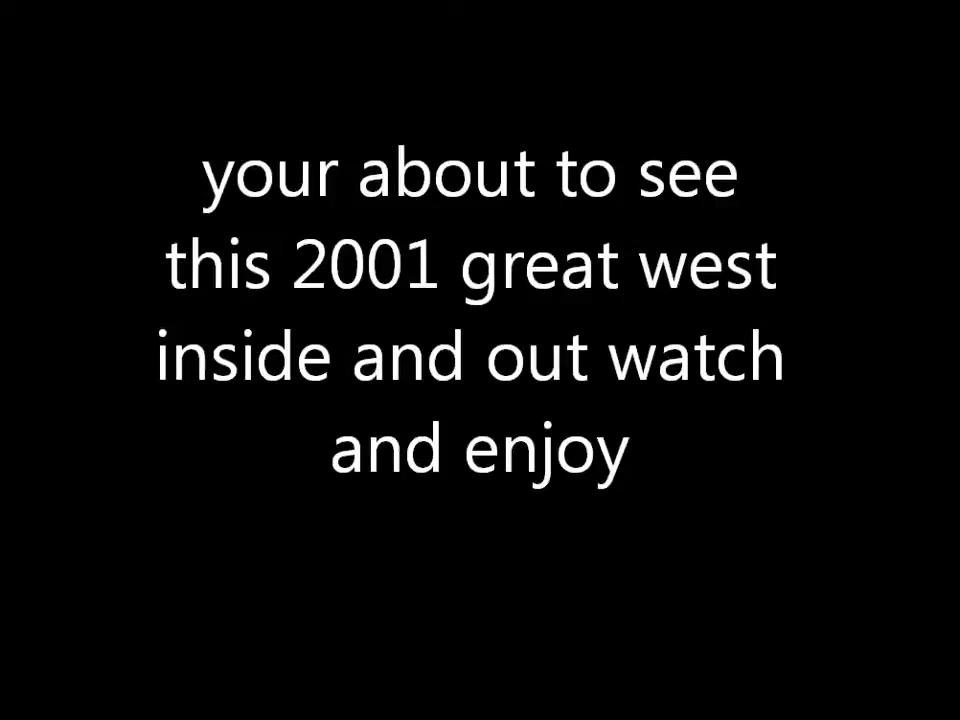 your about to see
this 2001 great west
inside and out watch
and enjoy